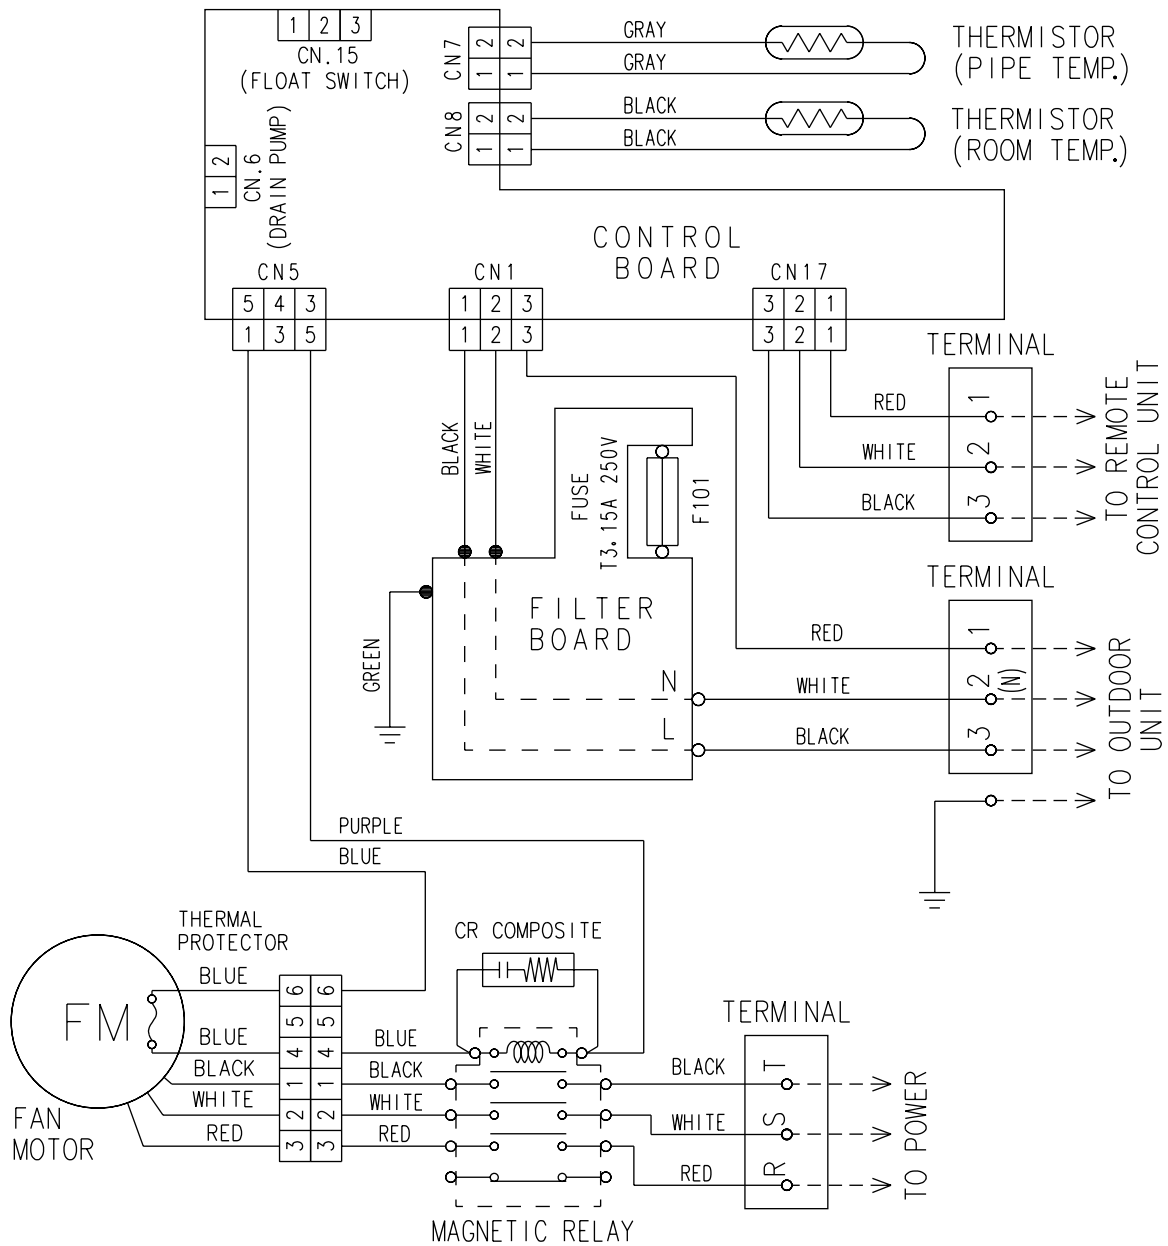 1 2 3
CN.15
(FLOAT SWITCH)
CN7
2 2
1 1
GRAY
GRAY
THERMISTOR
(PIPE TEMP.)
CN8
2 2
1 1
BLACK
BLACK
THERMISTOR
(ROOM TEMP.)
1 2
CN.6
(DRAIN PUMP)
CONTROL
BOARD
CN5
5 4 3
1 3 5
CN1
1 2 3
1 2 3
CN17
3 2 1
3 2 1
TERMINAL
RED
1
WHITE
2
BLACK
3
TO REMOTE
CONTROL UNIT
BLACK
WHITE
FUSE
T3.15A 250V
F101
FILTER
BOARD
GREEN
N
L
TERMINAL
RED
1
WHITE
2
(N)
BLACK
3
TO OUTDOOR
UNIT
PURPLE
BLUE
THERMAL
PROTECTOR
FM
FAN
MOTOR
BLUE
6 6
5 5
BLUE
4 4
BLUE
BLACK
1 1
BLACK
WHITE
2 2
WHITE
RED
3 3
RED
CR COMPOSITE
MAGNETIC RELAY
TERMINAL
BLACK
T
WHITE
S
RED
R
TO POWER